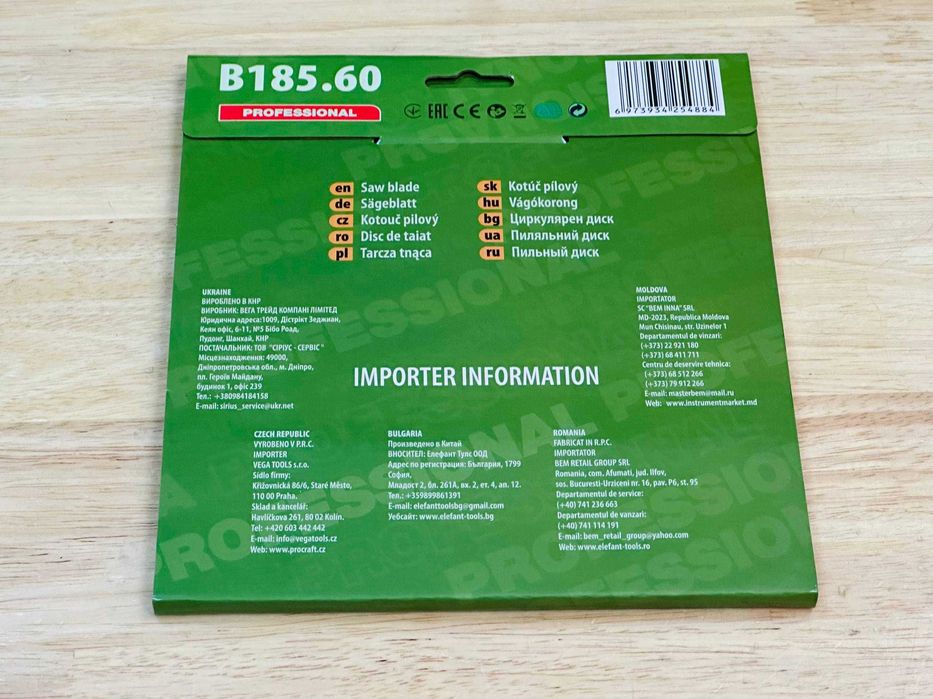 B185.60
PROFESSIONAL
EAC CE
6 973934 254884
en Saw blade
de Sägeblatt
cz Kotouč pilový
ro Disc de taiat
pl Tarcza tnąca
sk Kotúč pílový
hu Vágókorong
bg Циркулярен диск
ua Пиляльний диск
ru Пильный диск
UKRAINE
ВИРОБЛЕНО В КНР
ВИРОБНИК: ВЕГА ТРЕЙД КОМПАНІ ЛІМІТЕД
Юридична адреса:1009, Дістрікт Зеджиан,
Кеян офіс, 6-11, №5 Бібо Роад,
Пудонг, Шанхай, КНР
ПОСТАЧАЛЬНИК: ТОВ "СІРІУС - СЕРВІС"
Місцезнаходження: 49000,
Дніпропетровська обл., м. Дніпро,
пл. Героїв Майдану,
будинок 1, офіс 239
Тел.: +380984184158
E-mail: sirius_service@ukr.net
IMPORTER INFORMATION
MOLDOVA
IMPORTATOR
SC "BEM INNA" SRL
MD-2023, Republica Moldova
Mun Chisinau, str. Uzinelor 1
Departamentul de vinzari:
(+373) 22 921 180
(+373) 68 411 711
Centru de deservire tehnica:
(+373) 68 512 266
(+373) 79 912 266
E-mail: masterbem@mail.ru
Web: www.instrumentmarket.md
CZECH REPUBLIC
VYROBENO V P.R.C.
IMPORTER
VEGA TOOLS s.r.o.
Sídlo firmy:
Křižovnická 86/6, Staré Město,
110 00 Praha.
Sklad a kancelář:
Havlíčkova 261, 80 02 Kolín.
Tel: +420 603 442 442
E-mail: info@vegatools.cz
Web: www.procraft.cz
BULGARIA
Произведено в Китай
ВНОСИТЕЛ: Елефант Тулс ООД
Адрес по регистрация: България, 1799
София,
Младост 2, бл. 261А, вх. 2, ет. 4, ап. 12.
Тел.: +359899861391
E-mail: elefanttoolsbg@gmail.com
Уебсайт: www.elefant-tools.bg
ROMANIA
FABRICAT IN R.P.C.
IMPORTATOR
BEM RETAIL GROUP SRL
Romania, com. Afumati, jud. Ilfov,
sos. Bucuresti-Urziceni nr. 16, pav. P6, st. 95
Departamentul de service:
(+40) 741 236 663
Departamentul de vanzari:
(+40) 741 114 191
E-mail: bem_retail_group@yahoo.com
Web: www.elefant-tools.ro